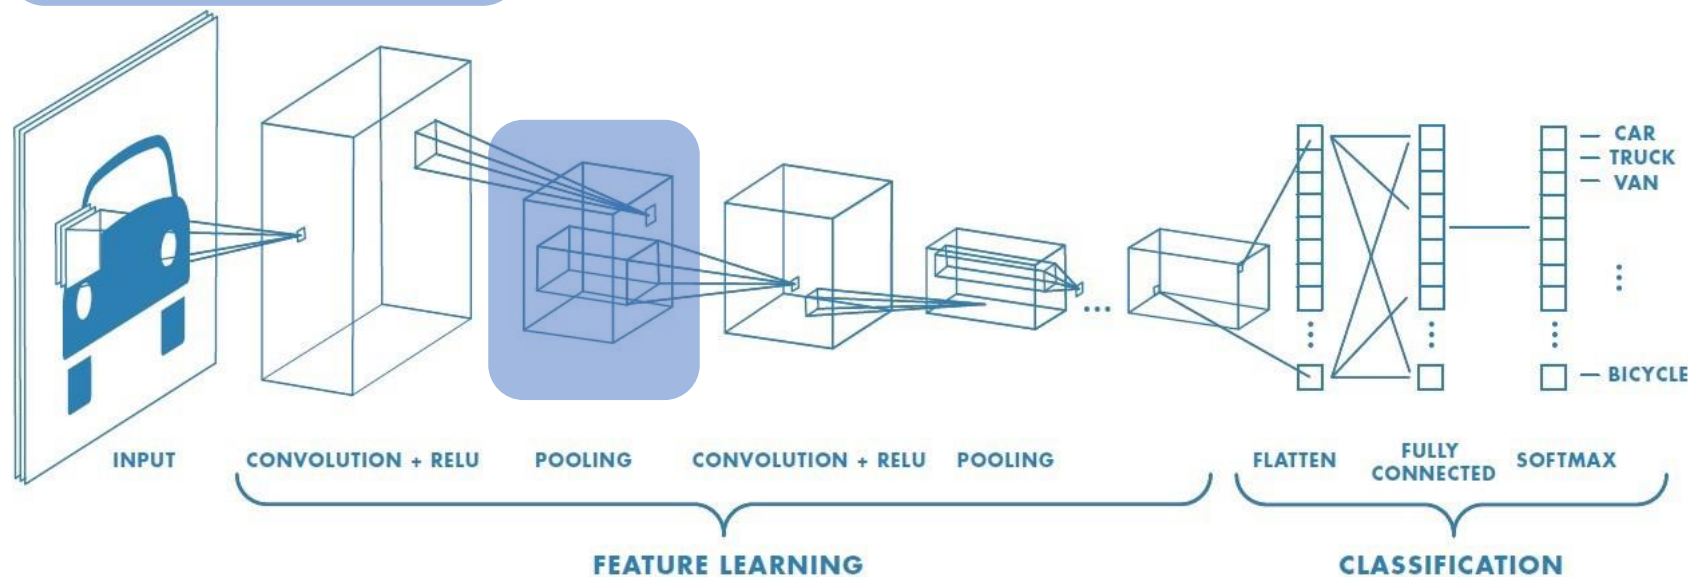 CAR
TRUCK
VAN
BICYCLE
INPUT
CONVOLUTION + RELU
POOLING
CONVOLUTION + RELU
POOLING
FLATTEN
FULLY
CONNECTED
SOFTMAX
FEATURE LEARNING
CLASSIFICATION